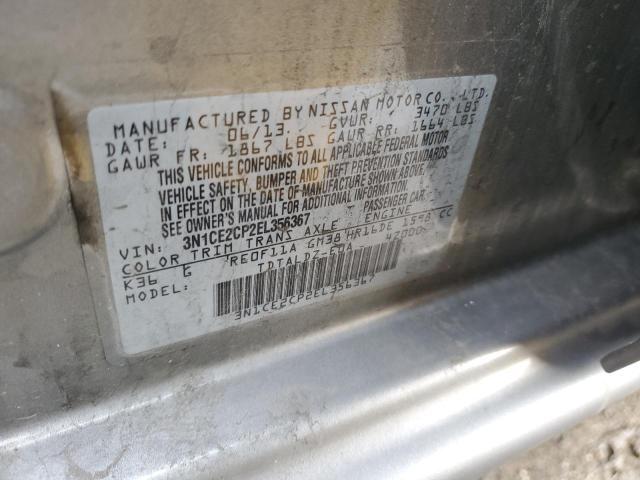 MANUFACTURED BY NISSAN MOTOR CO., LTD.
DATE: 06/13. GVWR: 3470 LBS
GAWR FR: 1867 LBS GAWR RR: 1664 LBS
THIS VEHICLE CONFORMS TO ALL APPLICABLE FEDERAL MOTOR
VEHICLE SAFETY, BUMPER AND THEFT PREVENTION STANDARDS
IN EFFECT ON THE DATE OF MANUFACTURE SHOWN ABOVE.
SEE OWNER'S MANUAL FOR ADDITIONAL INFORMATION.
VIN: 3N1CE2CP2EL356367 PASSENGER CAR
COLOR TRIM TRANS AXLE ENGINE
K36 G RE0F11A GM38 HR16DE 1598 CC
MODEL: TDTALDZ-EUA 42000
3N1CE2CP2EL356367